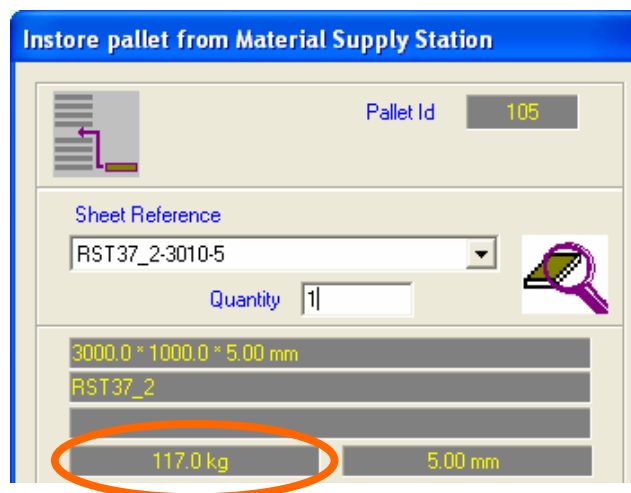 Instore pallet from Material Supply Station
Pallet Id 105
Sheet Reference
RST37_2-3010-5
Quantity 1
3000.0 * 1000.0 * 5.00 mm
RST37_2
117.0 kg 5.00 mm